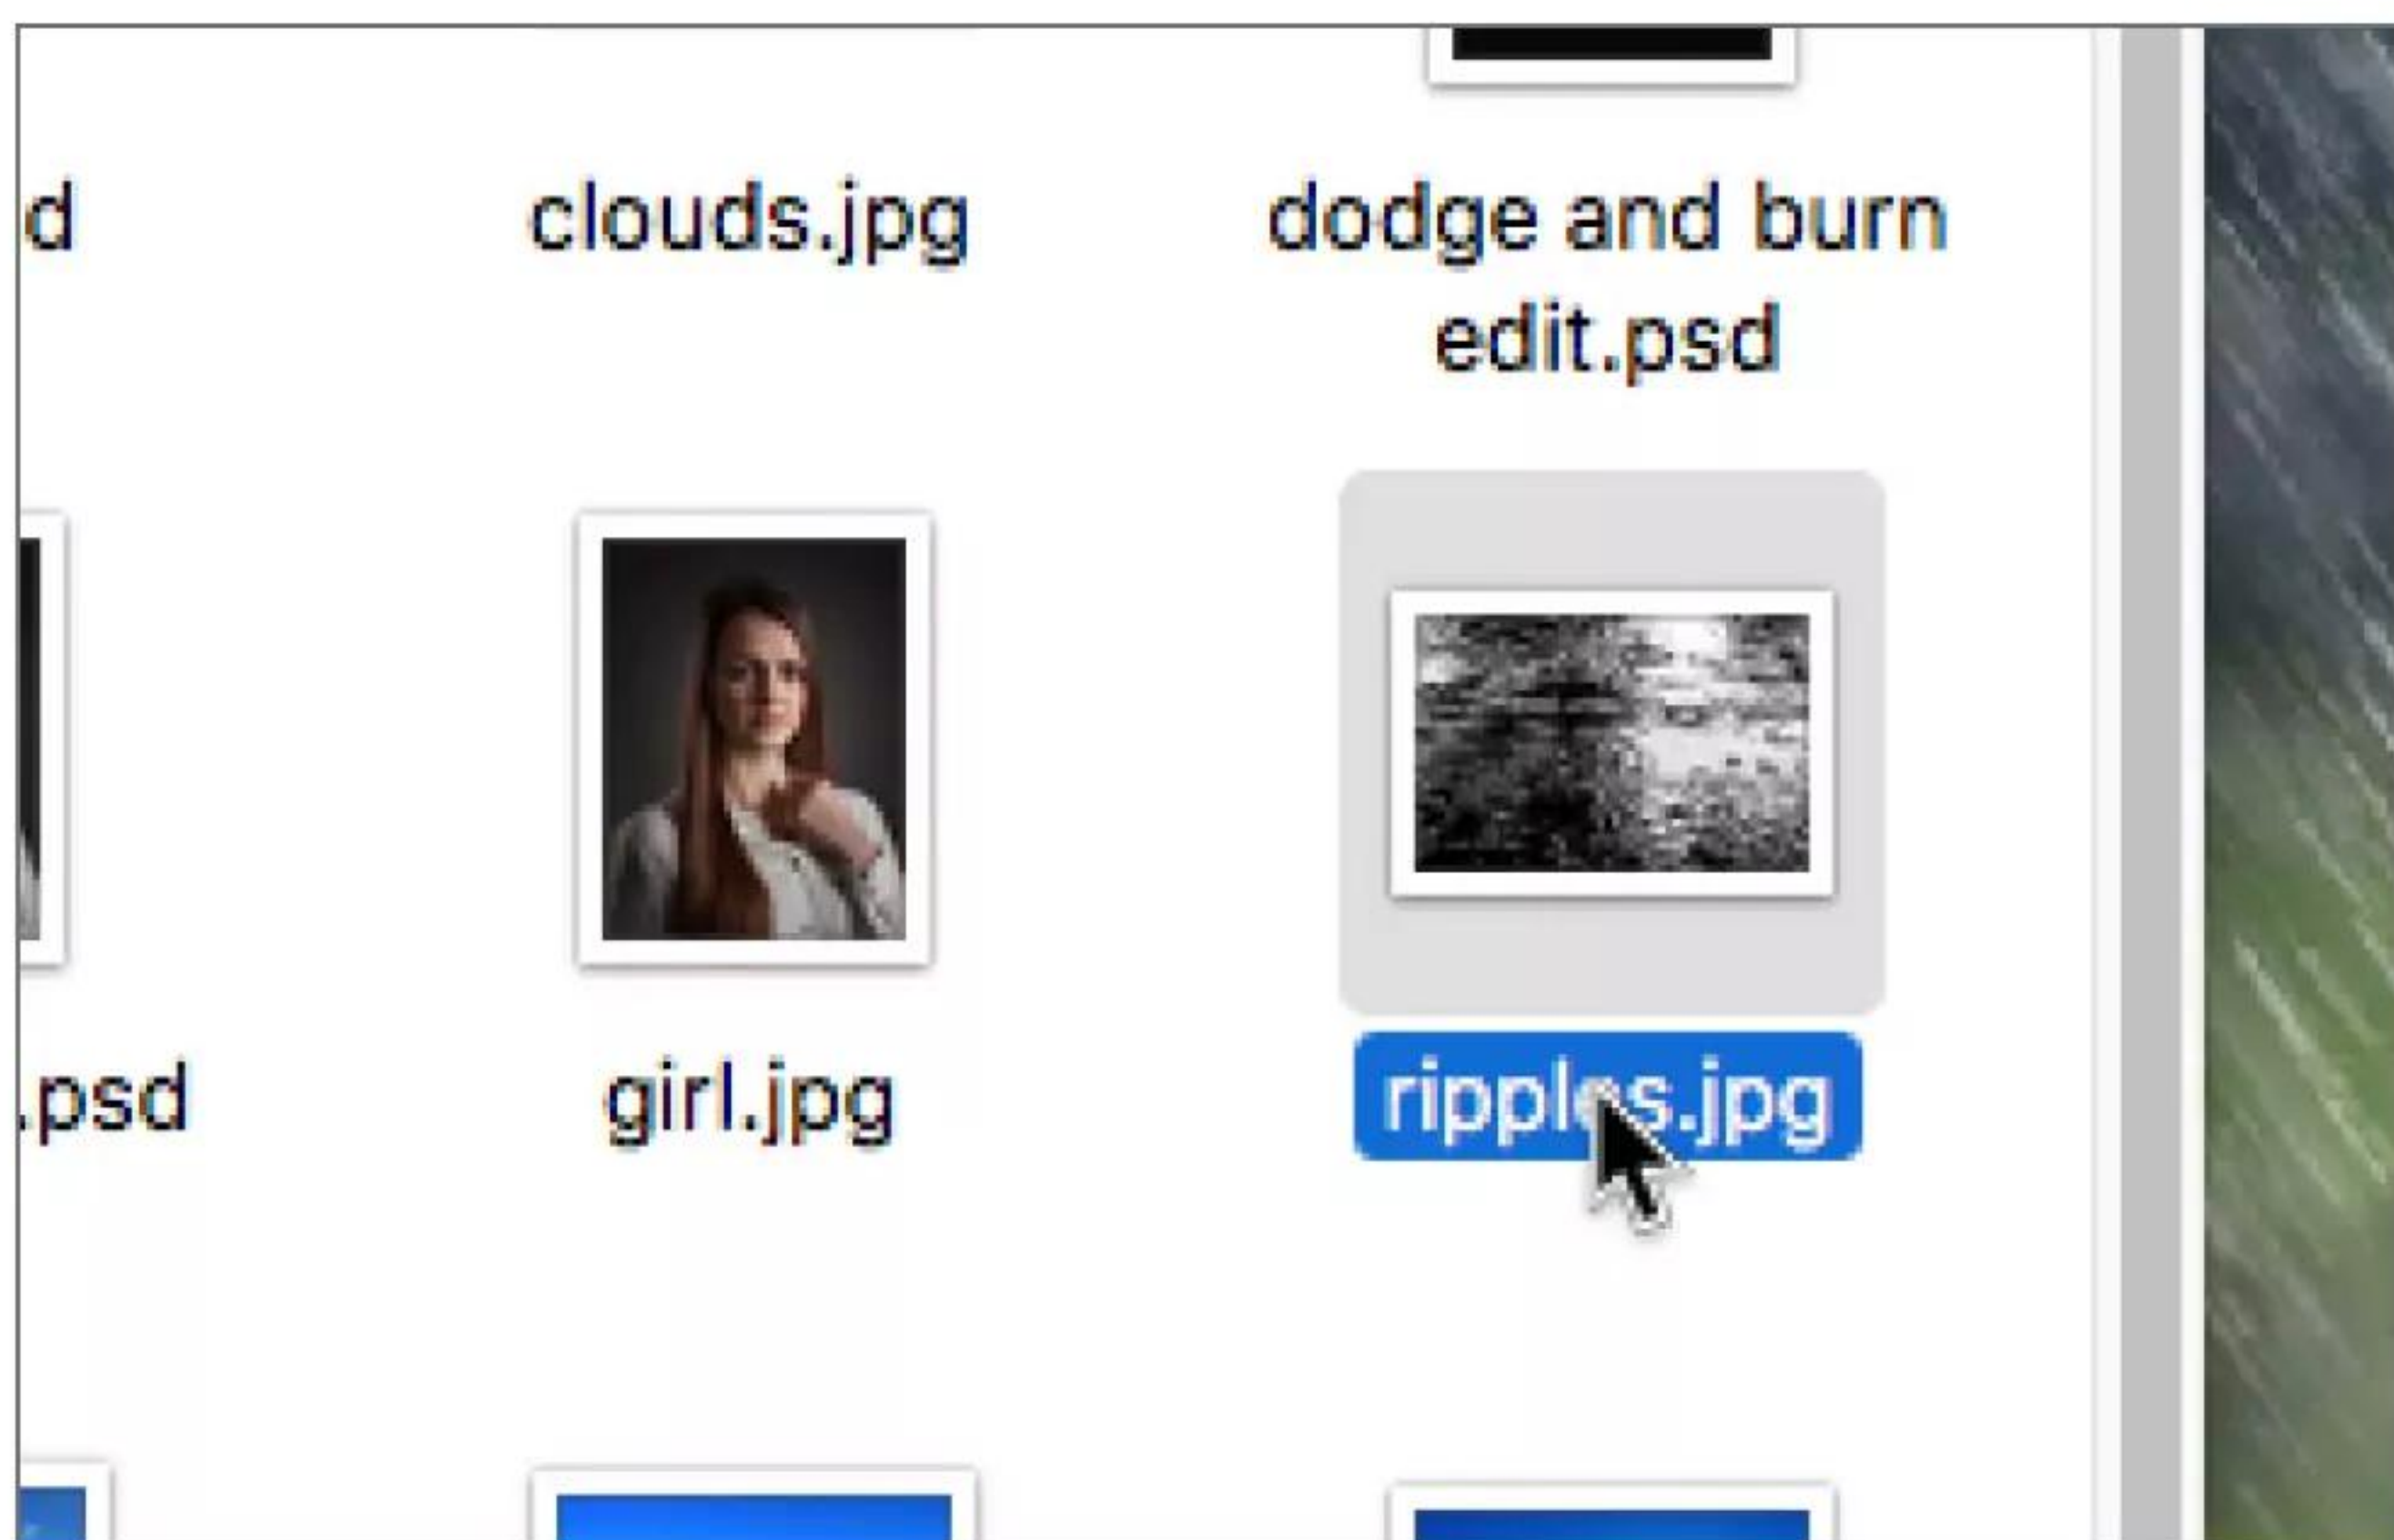 d
clouds.jpg
dodge and burn
edit.psd
.psd
girl.jpg
ripples.jpg